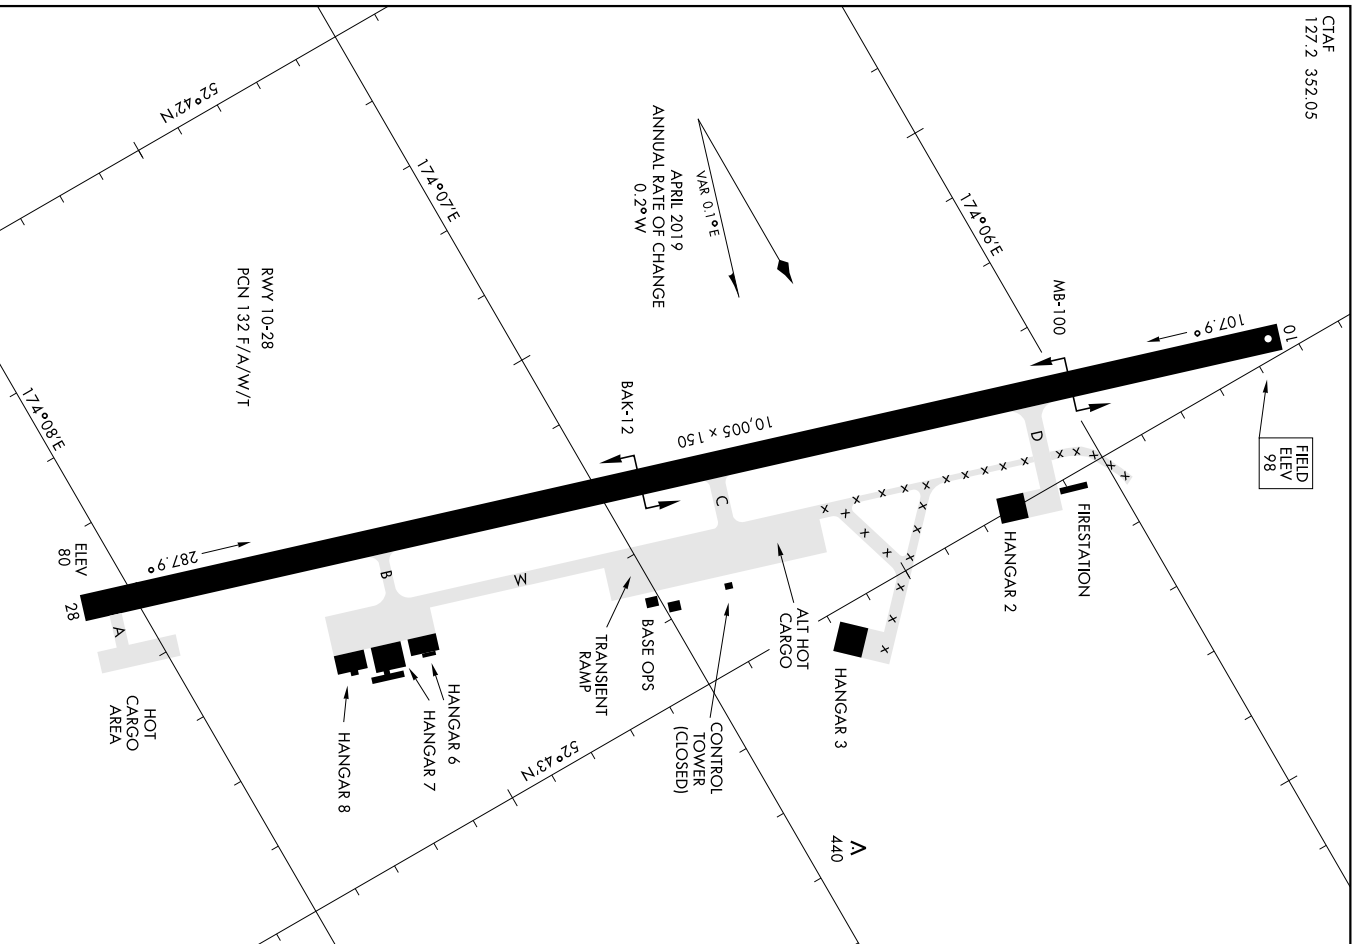 CTAF
127.2 352.05
52°42'N
174°07'E
174°06'E
VAR 0.1°E
APRIL 2019
ANNUAL RATE OF CHANGE
0.2°W
RWY 10-28
PCN 132 F/A/W/T
MB-100
107.9°
10
FIELD
ELEV
98
BAK-12
10,005 x 150
D
C
FIRESTATION
HANGAR 2
174°08'E
ELEV
80
287.9°
28
A
B
W
HOT
CARGO
AREA
ALT HOT
CARGO
BASE OPS
TRANSIENT
RAMP
HANGAR 3
CONTROL
TOWER
(CLOSED)
HANGAR 6
HANGAR 7
HANGAR 8
52°43'N
440